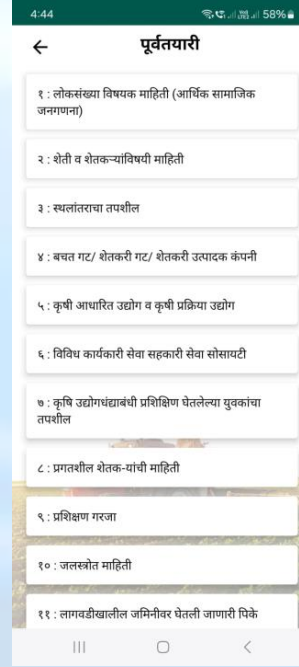 4:44 58%
पूर्वतयारी
१ : लोकसंख्या विषयक माहिती (आर्थिक सामाजिक
जनगणना)
२ : शेती व शेतकऱ्यांविषयी माहिती
३ : स्थलांतराचा तपशील
४ : बचत गट/ शेतकरी गट/ शेतकरी उत्पादक कंपनी
५ : कृषी आधारित उद्योग व कृषी प्रक्रिया उद्योग
६ : विविध कार्यकारी सेवा सहकारी सेवा सोसायटी
७ : कृषि उद्योगधंद्याबंधी प्रशिक्षिण घेतलेल्या युवकांचा
तपशील
८ : प्रगतशील शेतक-यांची माहिती
९ : प्रशिक्षण गरजा
१० : जलस्त्रोत माहिती
११ : लागवडीखालील जमिनीवर घेतली जाणारी पिके